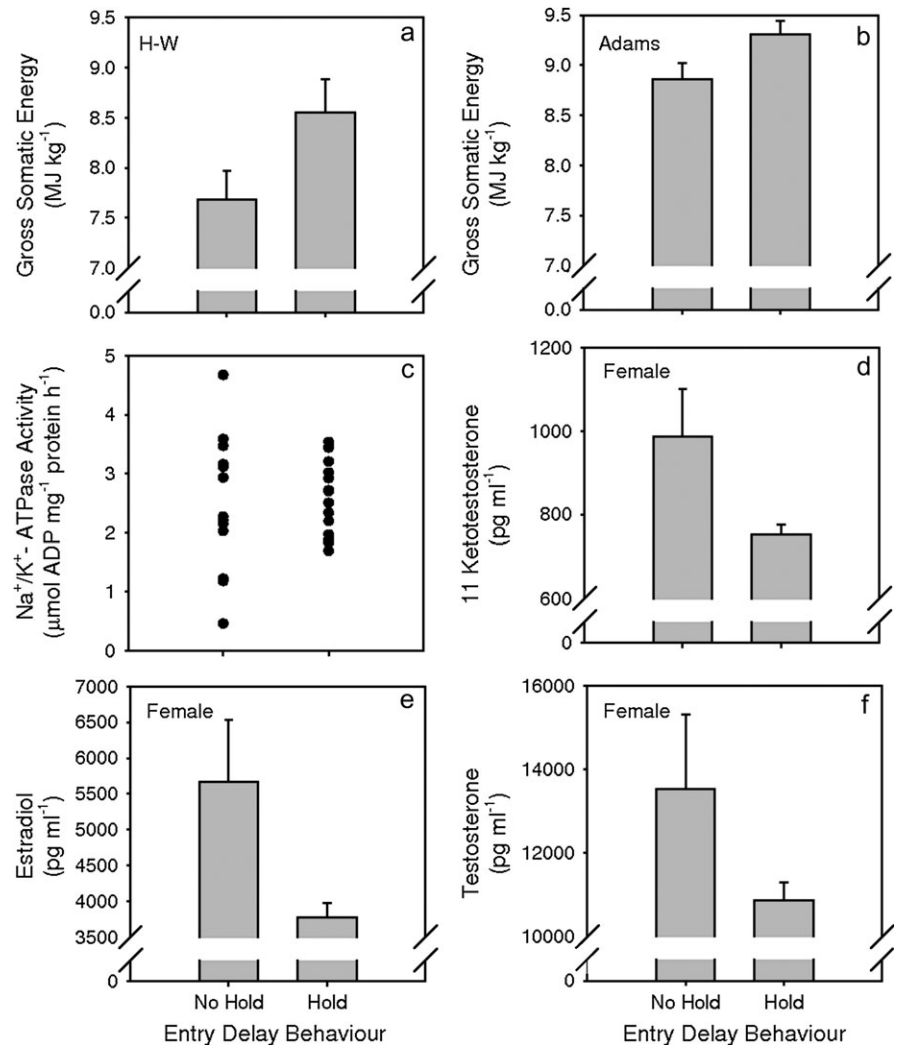 a
H-W
Gross Somatic Energy
(MJ kg⁻¹)
9.5
9.0
8.5
8.0
7.5
7.0
0.0
b
Adams
Gross Somatic Energy
(MJ kg⁻¹)
9.5
9.0
8.5
8.0
7.5
7.0
0.0
c
Na⁺/K⁺- ATPase Activity
(µmol ADP mg⁻¹ protein h⁻¹)
5
4
3
2
1
0
d
Female
11 Ketotestosterone
(pg ml⁻¹)
1200
1000
800
600
0
e
Female
Estradiol
(pg ml⁻¹)
7000
6500
6000
5500
5000
4000
3500
0
No Hold Hold
Entry Delay Behaviour
f
Female
Testosterone
(pg ml⁻¹)
16000
14000
12000
10000
0
No Hold Hold
Entry Delay Behaviour